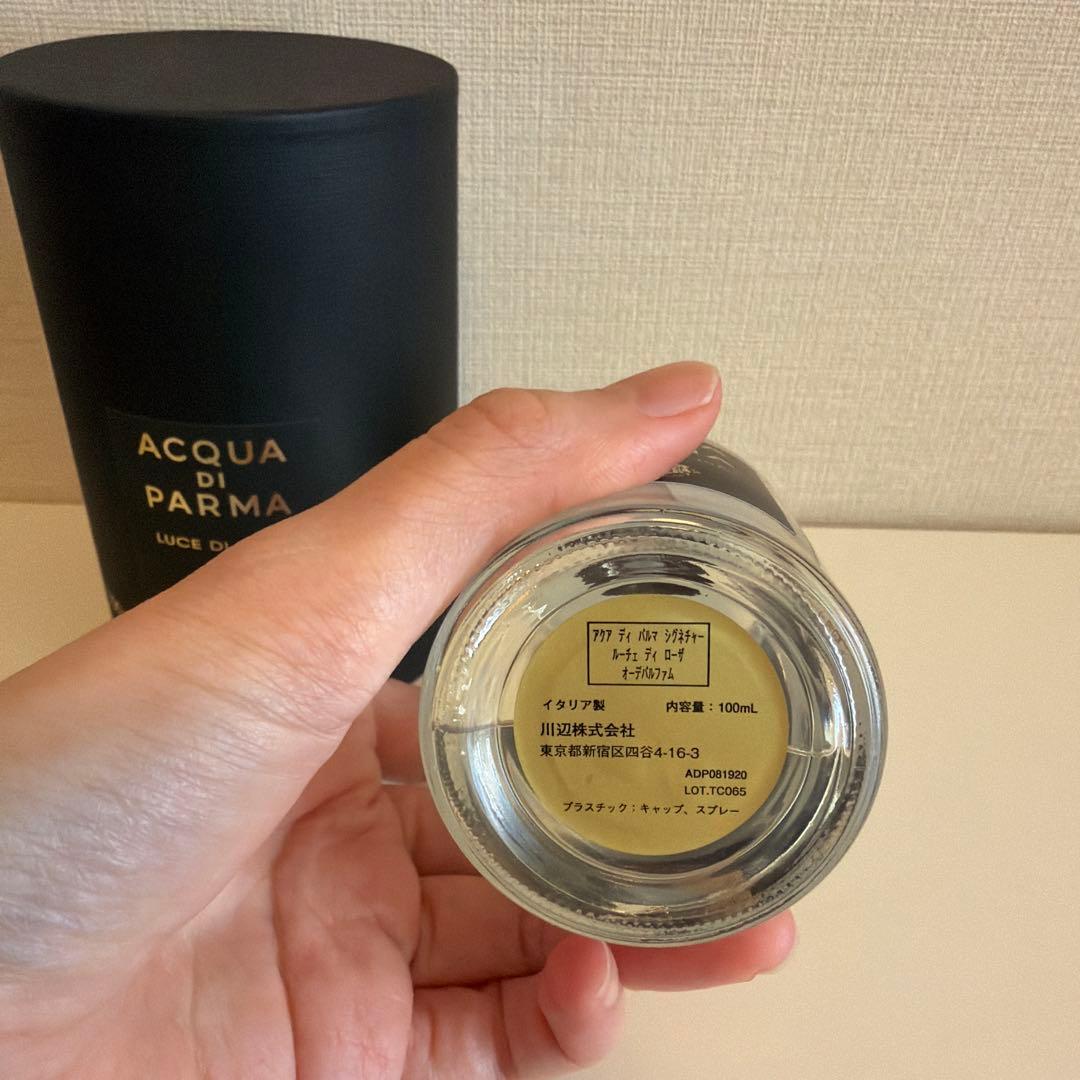 ACQUA
DI
PARMA
LUCE DI
アクア ディ パルマ シグネチャー
ルーチェ ディ ローザ
オーデパルファム
イタリア製 内容量：100mL
川辺株式会社
東京都新宿区四谷4-16-3
ADP081920
LOT.TC065
プラスチック；キャップ、スプレー